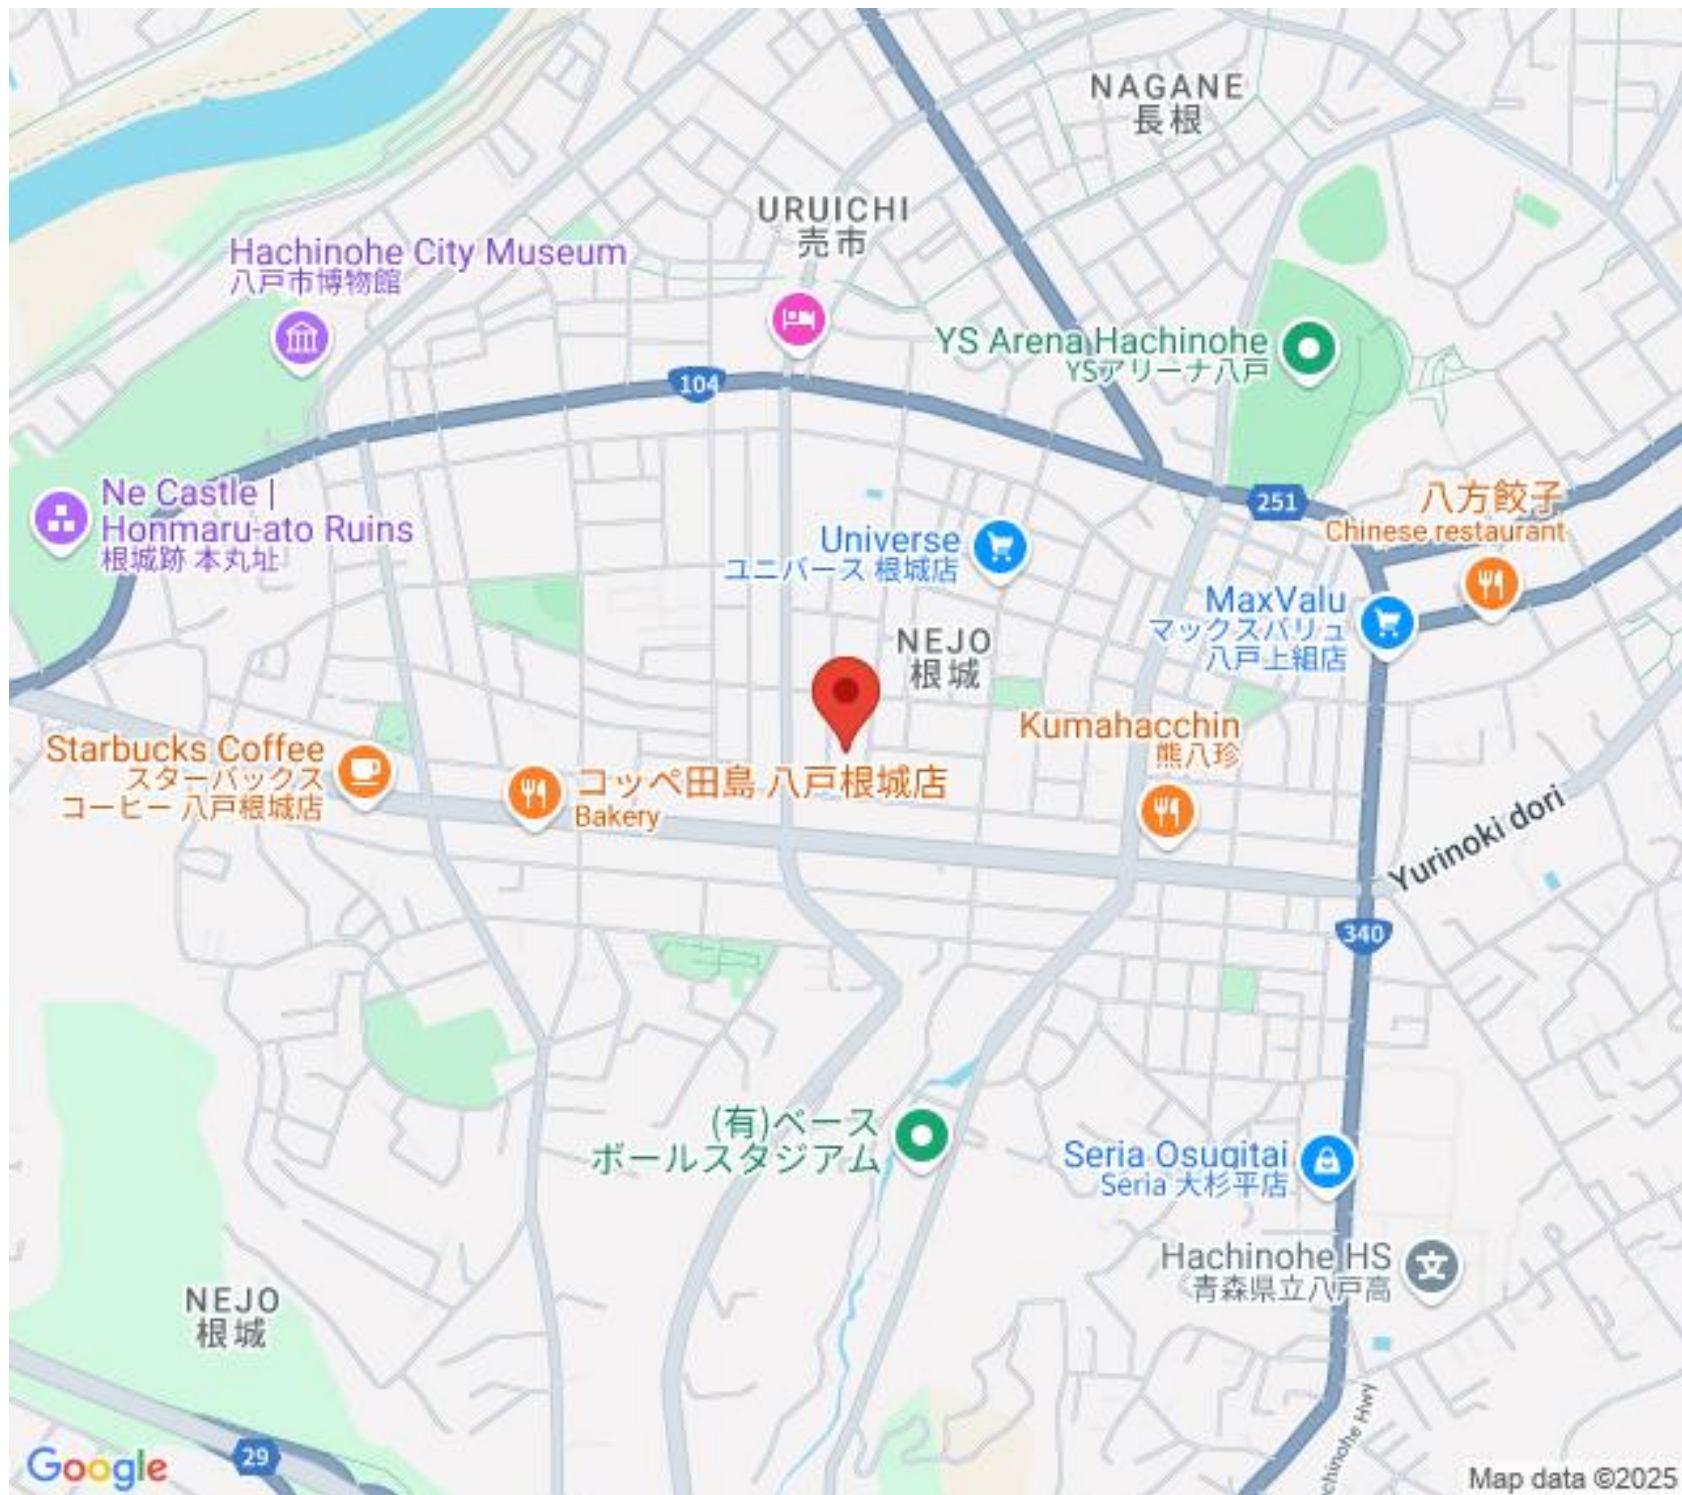 NAGANE
長根
URUICHI
売市
Hachinohe City Museum
八戸市博物館
YS Arena Hachinohe
YSアリーナ八戸
104
Ne Castle |
Honmaru-ato Ruins
根城跡 本丸址
251
八方餃子
Chinese restaurant
Universe
ユニバース 根城店
MaxValu
マックスバリュ
八戸上組店
NEJO
根城
Kumahacchin
熊八珍
Starbucks Coffee
スターバックス
コーヒー 八戸根城店
コッペ田島 八戸根城店
Bakery
Yurinoki dori
340
(有)ベース
ボールスタジアム
Seria Osugitai
Seria 大杉平店
Hachinohe HS
青森県立八戸高
NEJO
根城
29
Google
Map data ©2025